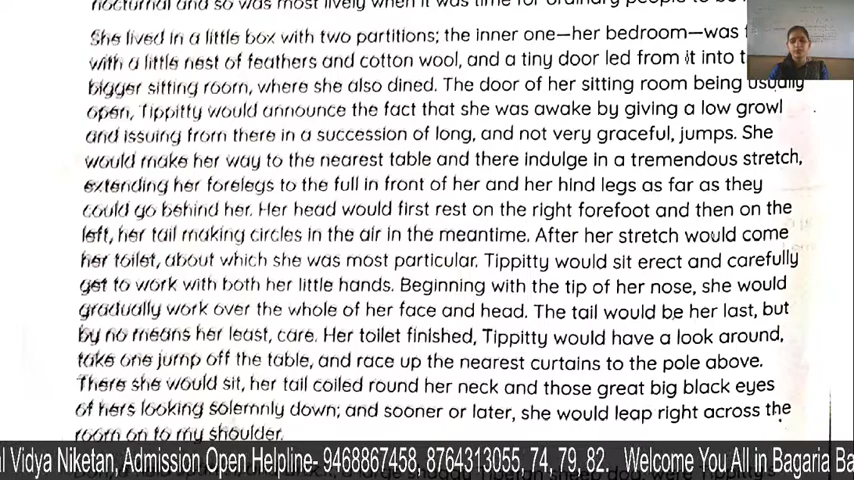 nocturnal and so was most lively when it was time for ordinary people to be
She lived in a little box with two partitions; the inner one—her bedroom—was
with a little nest of feathers and cotton wool, and a tiny door led from it into
bigger sitting room, where she also dined. The door of her sitting room being usually
open, Tippitty would announce the fact that she was awake by giving a low growl
and issuing from there in a succession of long, and not very graceful, jumps. She
would make her way to the nearest table and there indulge in a tremendous stretch,
extending her forelegs to the full in front of her and her hind legs as far as they
could go behind her. Her head would first rest on the right forefoot and then on the
left, her tail making circles in the air in the meantime. After her stretch would come
her toilet, about which she was most particular. Tippitty would sit erect and carefully
get to work with both her little hands. Beginning with the tip of her nose, she would
gradually work over the whole of her face and head. The tail would be her last, but
by no means her least, care. Her toilet finished, Tippitty would have a look around,
take one jump off the table, and race up the nearest curtains to the pole above.
There she would sit, her tail coiled round her neck and those great big black eyes
of hers looking solemnly down; and sooner or later, she would leap right across the
room on to my shoulder.
Vidya Niketan, Admission Open Helpline- 9468867458, 8764313055, 74, 79, 82. Welcome You All in Bagaria